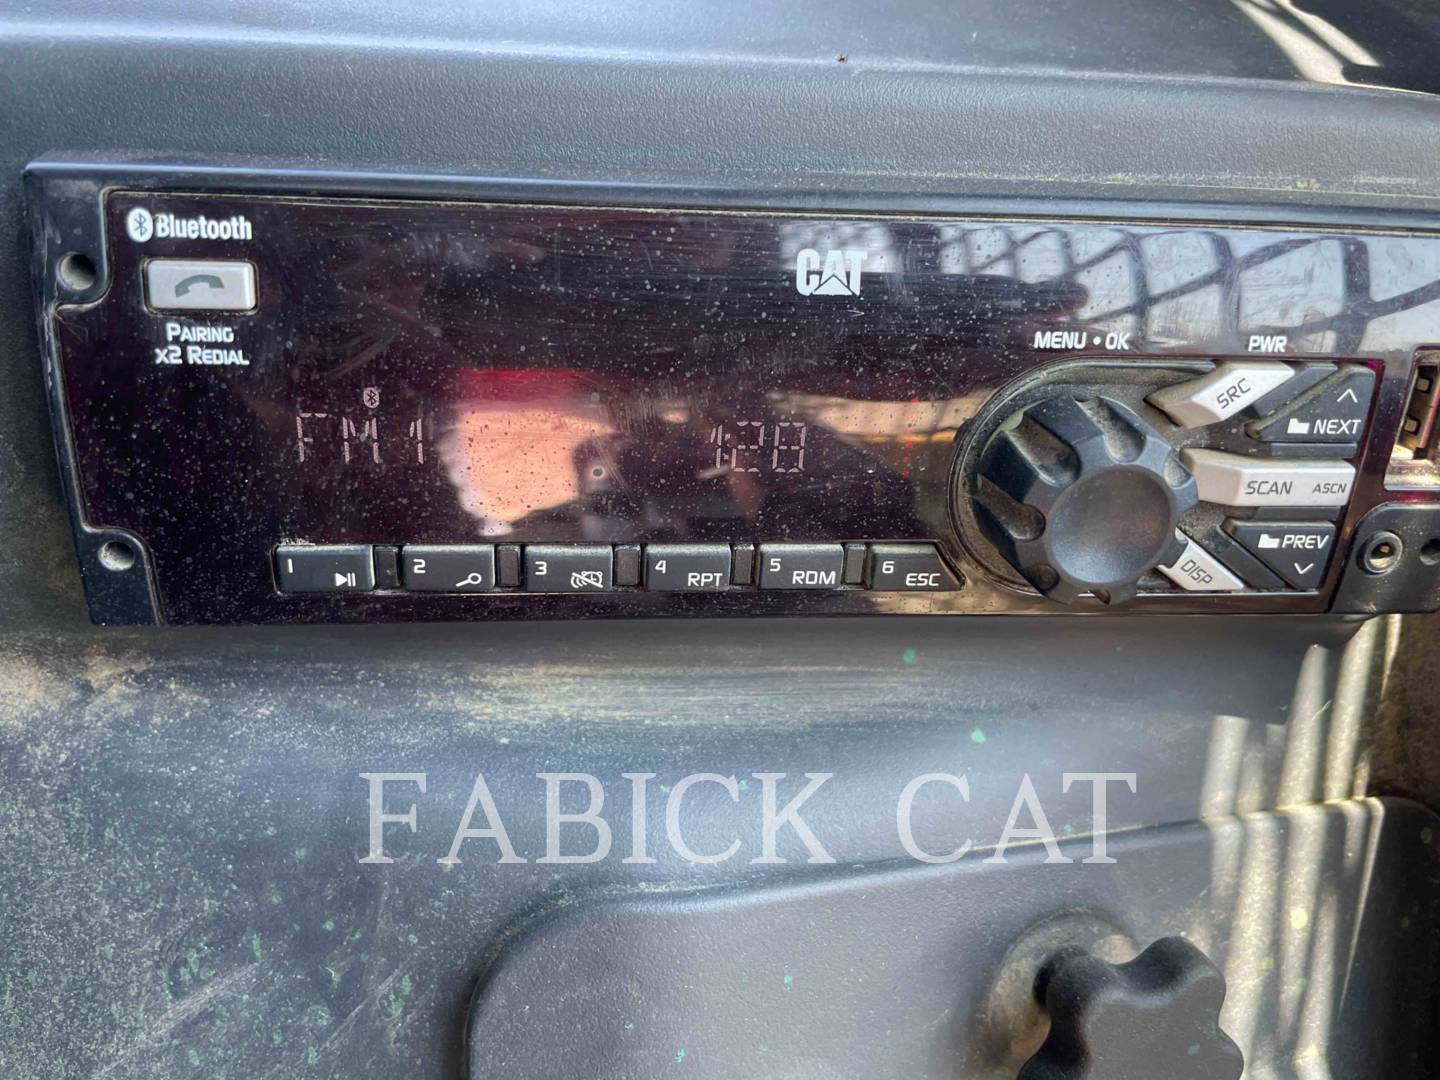 Bluetooth
PAIRING
x2 REDIAL
CAT
MENU • OK
PWR
SRC
NEXT
FM1
1:28
SCAN ASCN
PREV
DISP
1
2
3
4 RPT
5 RDM
6 ESC
FABICK CAT